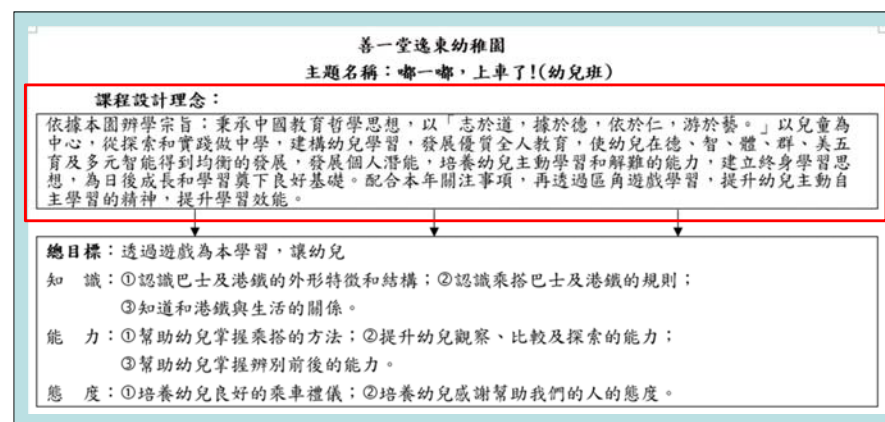 善一堂逸東幼稚園
主題名稱：嘟一嘟，上車了!(幼兒班)
課程設計理念：
依據本園辨學宗旨：秉承中國教育哲學思想，以「志於道，據於德，依於仁，游於藝。」以兒童為
中心，從探索和實踐做中學，建構幼兒學習，發展優質全人教育，使幼兒在德、智、體、群、美五
育及多元智能得到均衡的發展，發展個人潛能，培養幼兒主動學習和解難的能力，建立終身學習思
想，為日後成長和學習奠下良好基礎。配合本年關注事項，再透過區角遊戲學習，提升幼兒主動自
主學習的精神，提升學習效能。
總目標：透過遊戲為本學習，讓幼兒
知　識：①認識巴士及港鐵的外形特徵和結構；②認識乘搭巴士及港鐵的規則；
③知道和港鐵與生活的關係。
能　力：①幫助幼兒掌握乘搭的方法；②提升幼兒觀察、比較及探索的能力；
③幫助幼兒掌握辨別前後的能力。
態　度：①培養幼兒良好的乘車禮儀；②培養幼兒感謝幫助我們的人的態度。